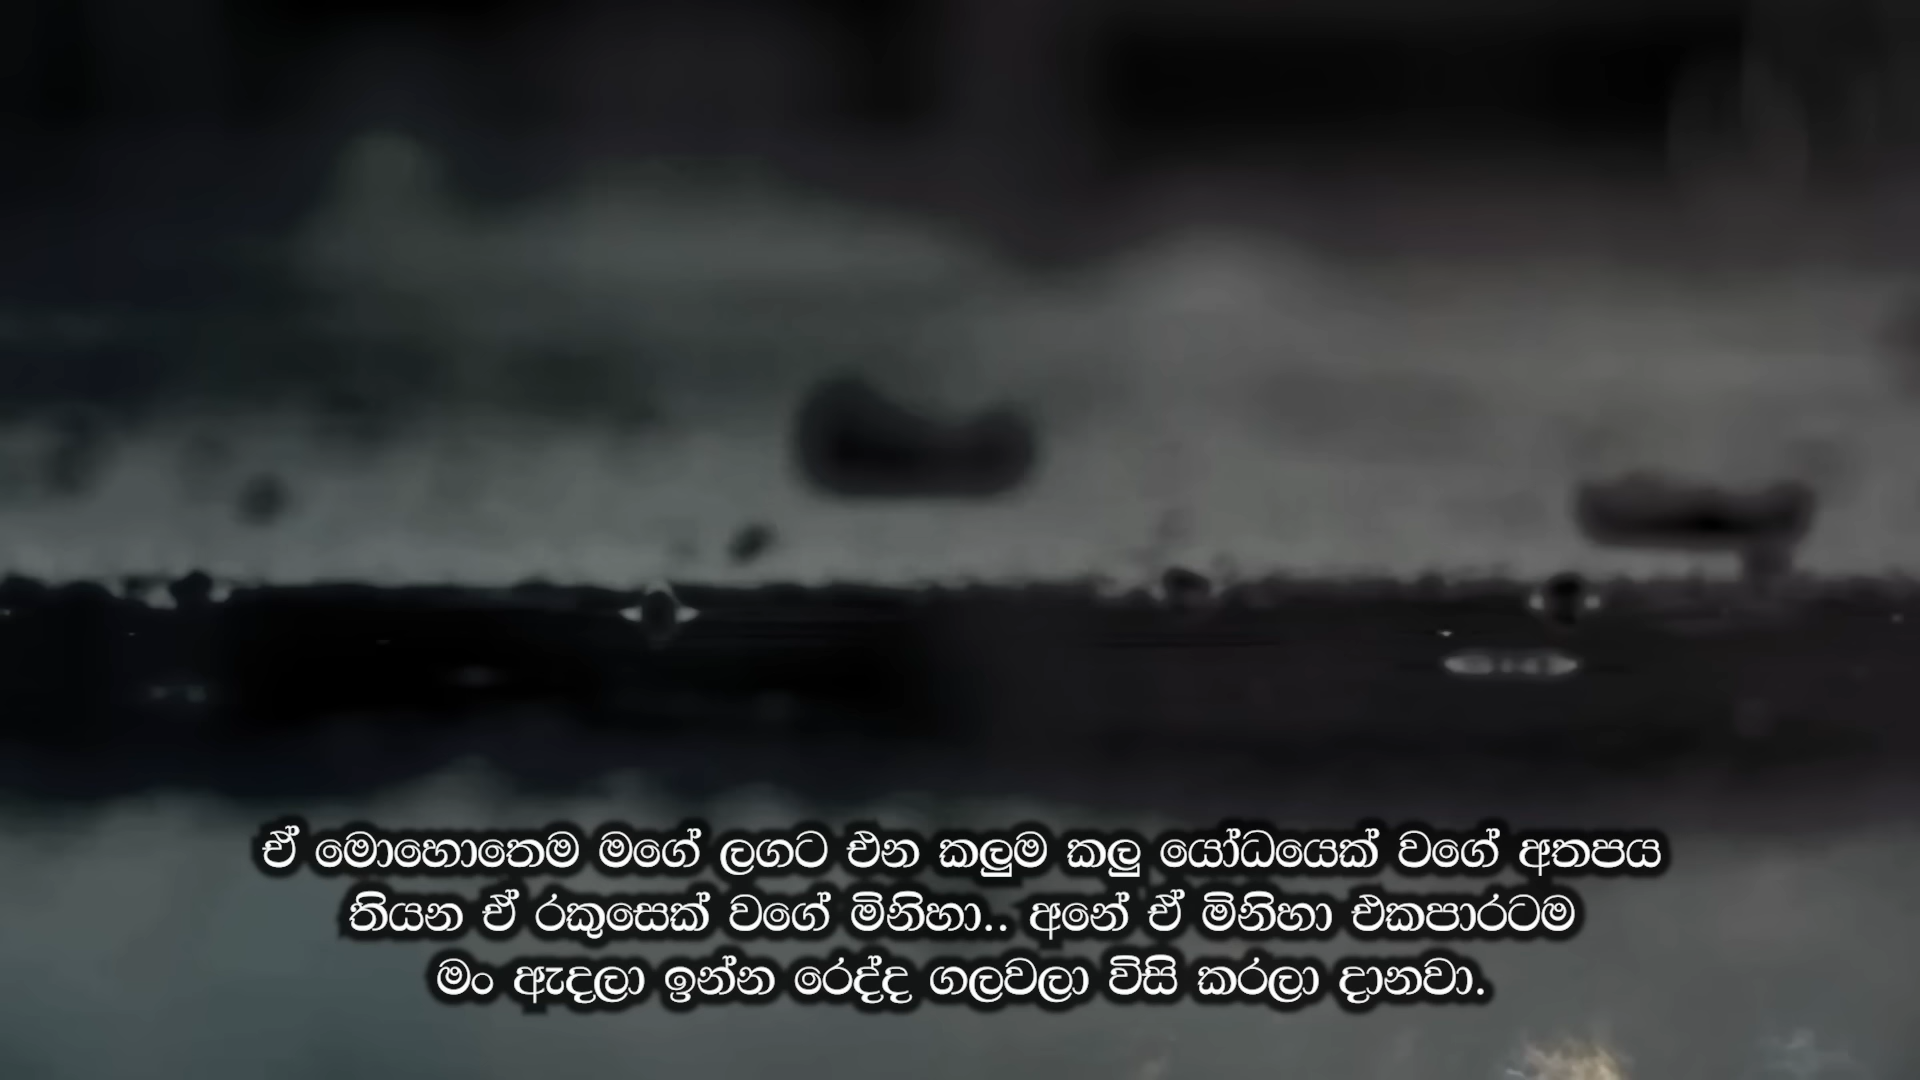 ඒ මොහොතෙම මගේ ලගට එන කලුම කලු යෝධයෙක් වගේ අතපය
තියන ඒ රකුසෙක් වගේ මිනිහා.. අනේ ඒ මිනිහා එකපාරටම
මං ඇදලා ඉන්න රෙද්ද ගලවලා විසි කරලා දානවා.